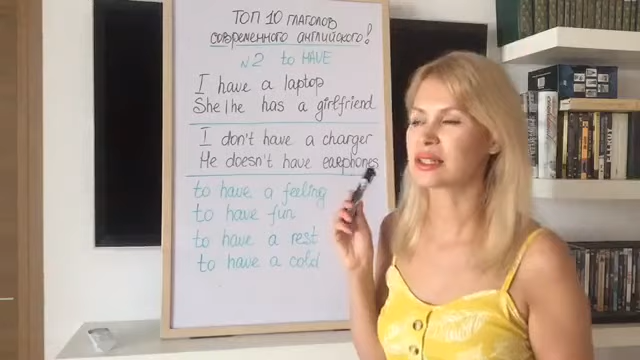 ТОП 10 глаголов
современного английского!
№2 to HAVE
I have a laptop
She|he has a girlfriend
I don't have a charger
He doesn't have earphones
to have a feeling
to have fun
to have a rest
to have a cold